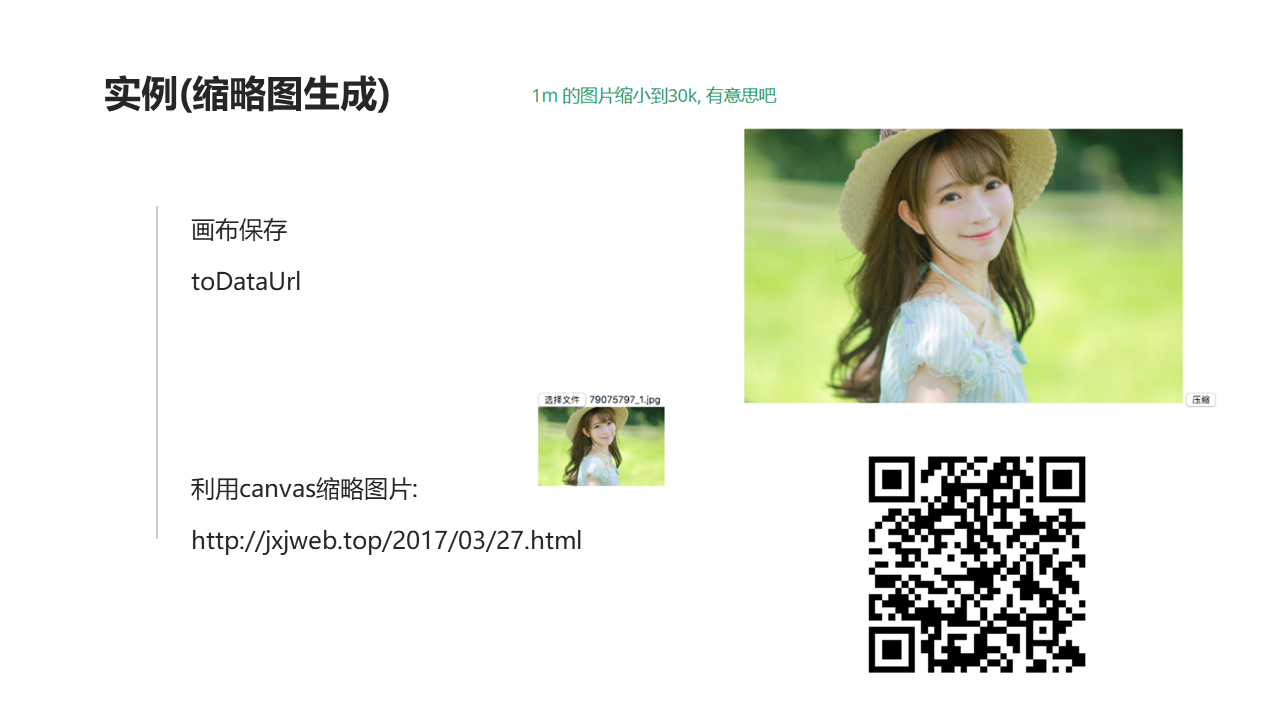 实例(缩略图生成)
1m 的图片缩小到30k, 有意思吧
画布保存
toDataUrl
选择文件 79075797_1.jpg
压缩
利用canvas缩略图片:
http://jxjweb.top/2017/03/27.html